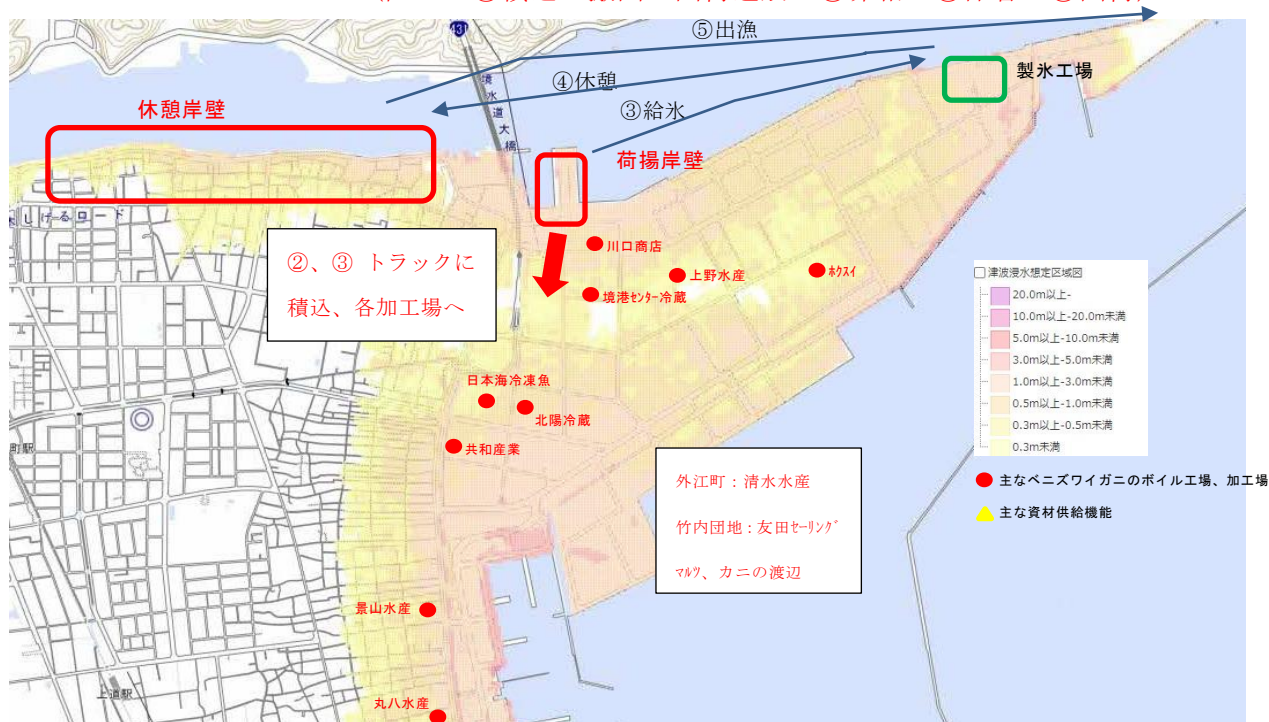 ⑤出漁
431
製氷工場
④休憩
境水道大橋
休憩岸壁
③給氷
荷揚岸壁
しげるロード
川口商店
②、③ トラックに
積込、各加工場へ
上野水産
ホクスイ
境港センター冷蔵
□津波浸水想定区域図
20.0m以上-
10.0m以上-20.0m未満
5.0m以上-10.0m未満
3.0m以上-5.0m未満
1.0m以上-3.0m未満
0.5m以上-1.0m未満
0.3m以上-0.5m未満
0.3m未満
日本海冷凍魚
北陽冷蔵
共和産業
町駅
外江町：清水水産
竹内団地：友田セーリング
マルツ、カニの渡辺
主なベニズワイガニのボイル工場、加工場
主な資材供給機能
景山水産
上道駅
丸八水産